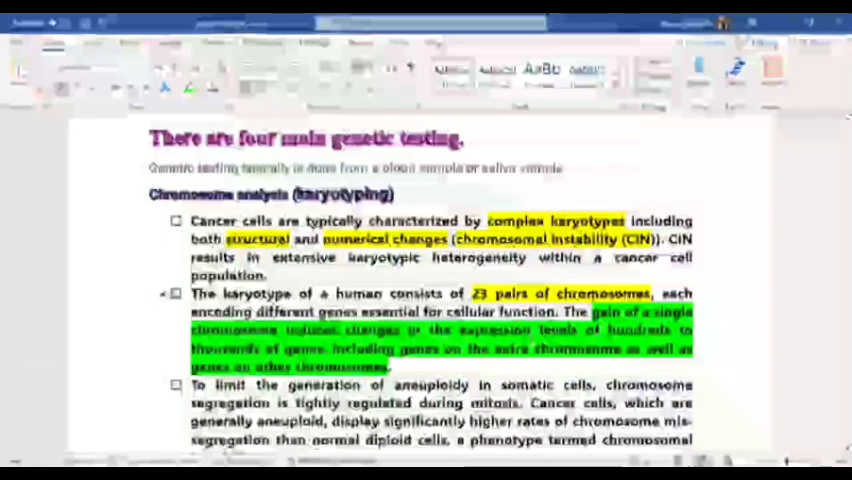 There are four main genetic testing.
Genetic testing generally is done from a blood sample or saliva sample
Chromosome analysis (karyotyping)
Cancer cells are typically characterized by complex karyotypes including
both structural and numerical changes (chromosomal instability (CIN)). CIN
results in extensive karyotypic heterogeneity within a cancer cell
population.
The karyotype of a human consists of 23 pairs of chromosomes, each
encoding different genes essential for cellular function. The gain of a single
chromosome induces changes in the expression levels of hundreds to
thousands of genes, including genes on the extra chromosome as well as
genes on other chromosomes.
To limit the generation of aneuploidy in somatic cells, chromosome
segregation is tightly regulated during mitosis. Cancer cells, which are
generally aneuploid, display significantly higher rates of chromosome mis-
segregation than normal diploid cells, a phenotype termed chromosomal